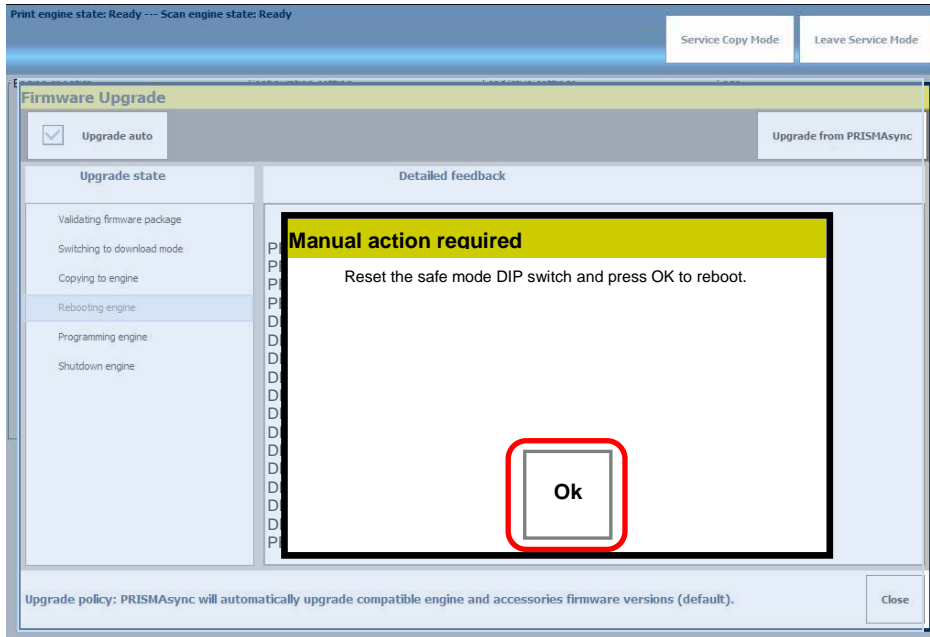 Print engine state: Ready --- Scan engine state: Ready
Service Copy Mode
Leave Service Mode
Firmware Upgrade
Upgrade auto
Upgrade from PRISMAsync
Upgrade state
Detailed feedback
Validating firmware package
Switching to download mode
Copying to engine
Rebooting engine
Programming engine
Shutdown engine
Manual action required
Reset the safe mode DIP switch and press OK to reboot.
Ok
Upgrade policy: PRISMAsync will automatically upgrade compatible engine and accessories firmware versions (default).
Close